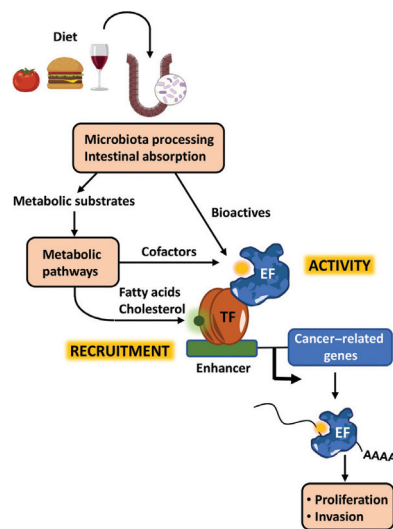 Diet
Microbiota processing
Intestinal absorption
Metabolic substrates
Bioactives
Metabolic
pathways
Cofactors
EF
ACTIVITY
Fatty acids
Cholesterol
TF
RECRUITMENT
Enhancer
Cancer–related
genes
EF
AAAA
• Proliferation
• Invasion